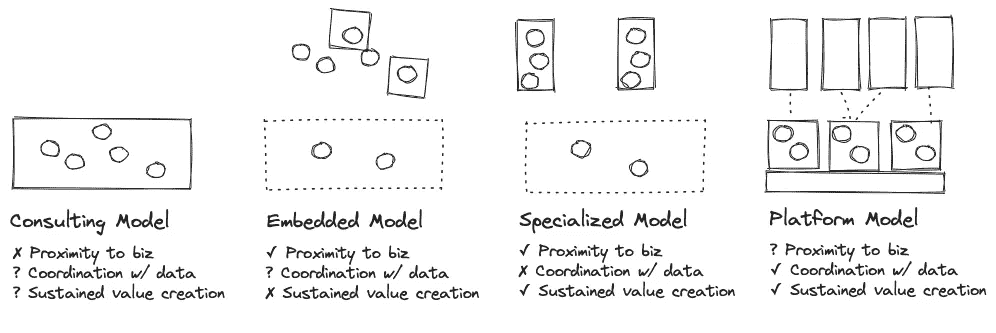 Consulting Model
✗ Proximity to biz
? Coordination w/ data
? Sustained value creation
Embedded Model
✓ Proximity to biz
? Coordination w/ data
✗ Sustained value creation
Specialized Model
✓ Proximity to biz
✗ Coordination w/ data
✓ Sustained value creation
Platform Model
? Proximity to biz
✓ Coordination w/ data
✓ Sustained value creation